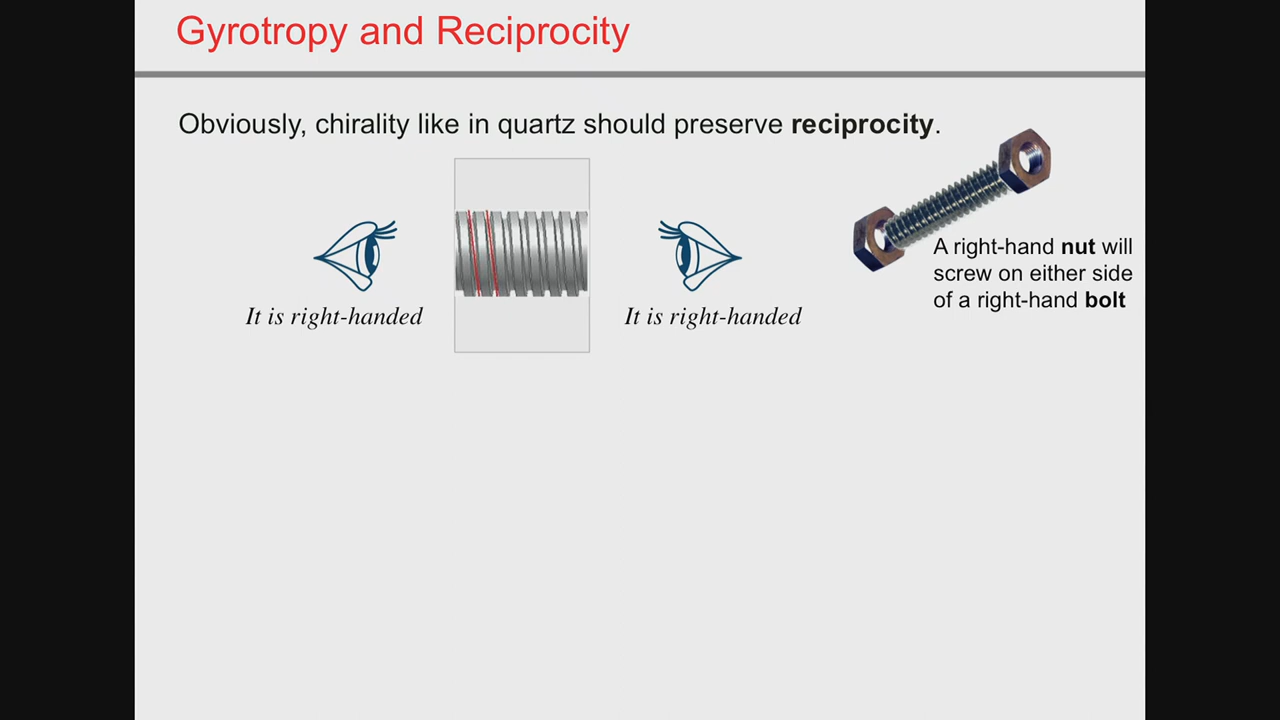 Gyrotropy and Reciprocity
Obviously, chirality like in quartz should preserve reciprocity.
It is right-handed
It is right-handed
A right-hand nut will
screw on either side
of a right-hand bolt